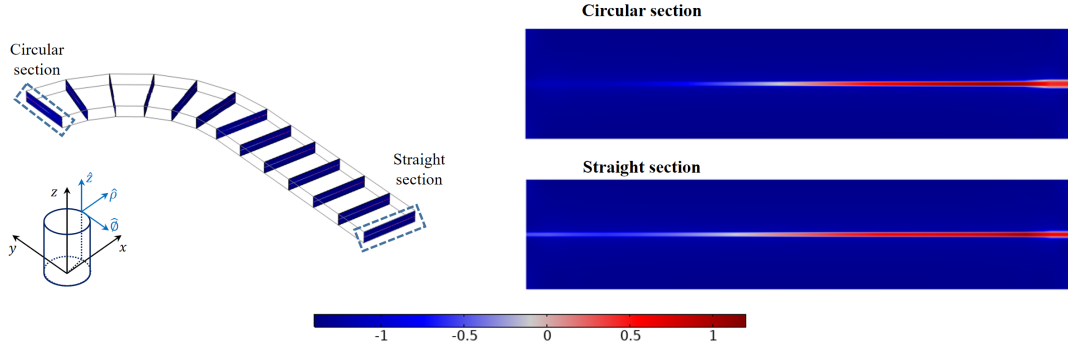 Circular
section
Straight
section
z
ẑ
ρ̂
ϕ̂
y
x
Circular section
Straight section
-1
-0.5
0
0.5
1